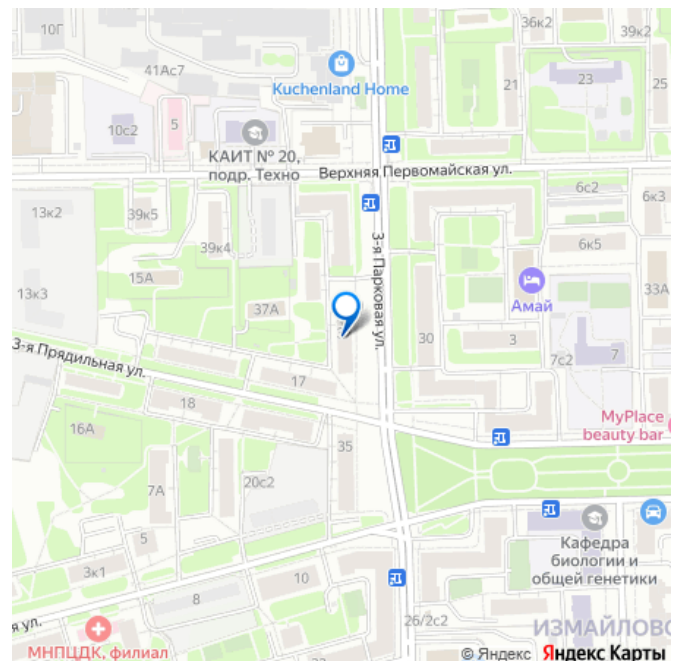 10Г
36к2
41Ас7
Kuchenland Home
21
23
25
10с2
5
КАИТ № 20,
подр. Техно
Верхняя Первомайская ул.
6с2
6к3
13к2
39к5
3-я Парковая ул.
39к4
6к5
15А
33А
13к3
37А
Амай
30
3
7с2
7
3-я Прядильная ул.
17
18
MyPlace
beauty bar
16А
35
20с2
7А
5
Кафедра
биологии и
общей генетики
3к1
10
8
26/2с2
ая ул.
ИЗМАЙЛОВО
МНПЦДК, филиал
© Яндекс Яндекс Карты